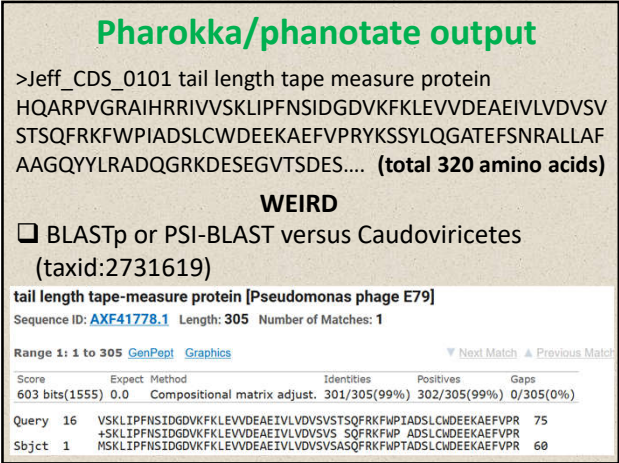 Pharokka/phanotate output
>Jeff_CDS_0101 tail length tape measure protein
HQARPVGRAIHRRIVVSKLIPFNSIDGDVKFKLEVVDEAEIVLVDVSV
STSQFRKFWPIADSLCWDEEKAEFVPRYKSSYLQGATEFSNRALLAF
AAGQYYLRADQGRKDESEGVTSDES.... (total 320 amino acids)
WEIRD
❑ BLASTp or PSI-BLAST versus Caudoviricetes
(taxid:2731619)
tail length tape-measure protein [Pseudomonas phage E79]
Sequence ID: AXF41778.1 Length: 305 Number of Matches: 1
Range 1: 1 to 305 GenPept Graphics ▼ Next Match ▲ Previous Match
Score Expect Method Identities Positives Gaps
603 bits(1555) 0.0 Compositional matrix adjust. 301/305(99%) 302/305(99%) 0/305(0%)
Query 16 VSKLIPFNSIDGDVKFKLEVVDEAEIVLVDVSVSTSQFRKFWPIADSLCWDEEKAEFVPR 75
+SKLIPFNSIDGDVKFKLEVVDEAEIVLVDVSVS SQFRKFWP ADSLCWDEEKAEFVPR
Sbjct 1 MSKLIPFNSIDGDVKFKLEVVDEAEIVLVDVSVSASQFRKFWPTADSLCWDEEKAEFVPR 60